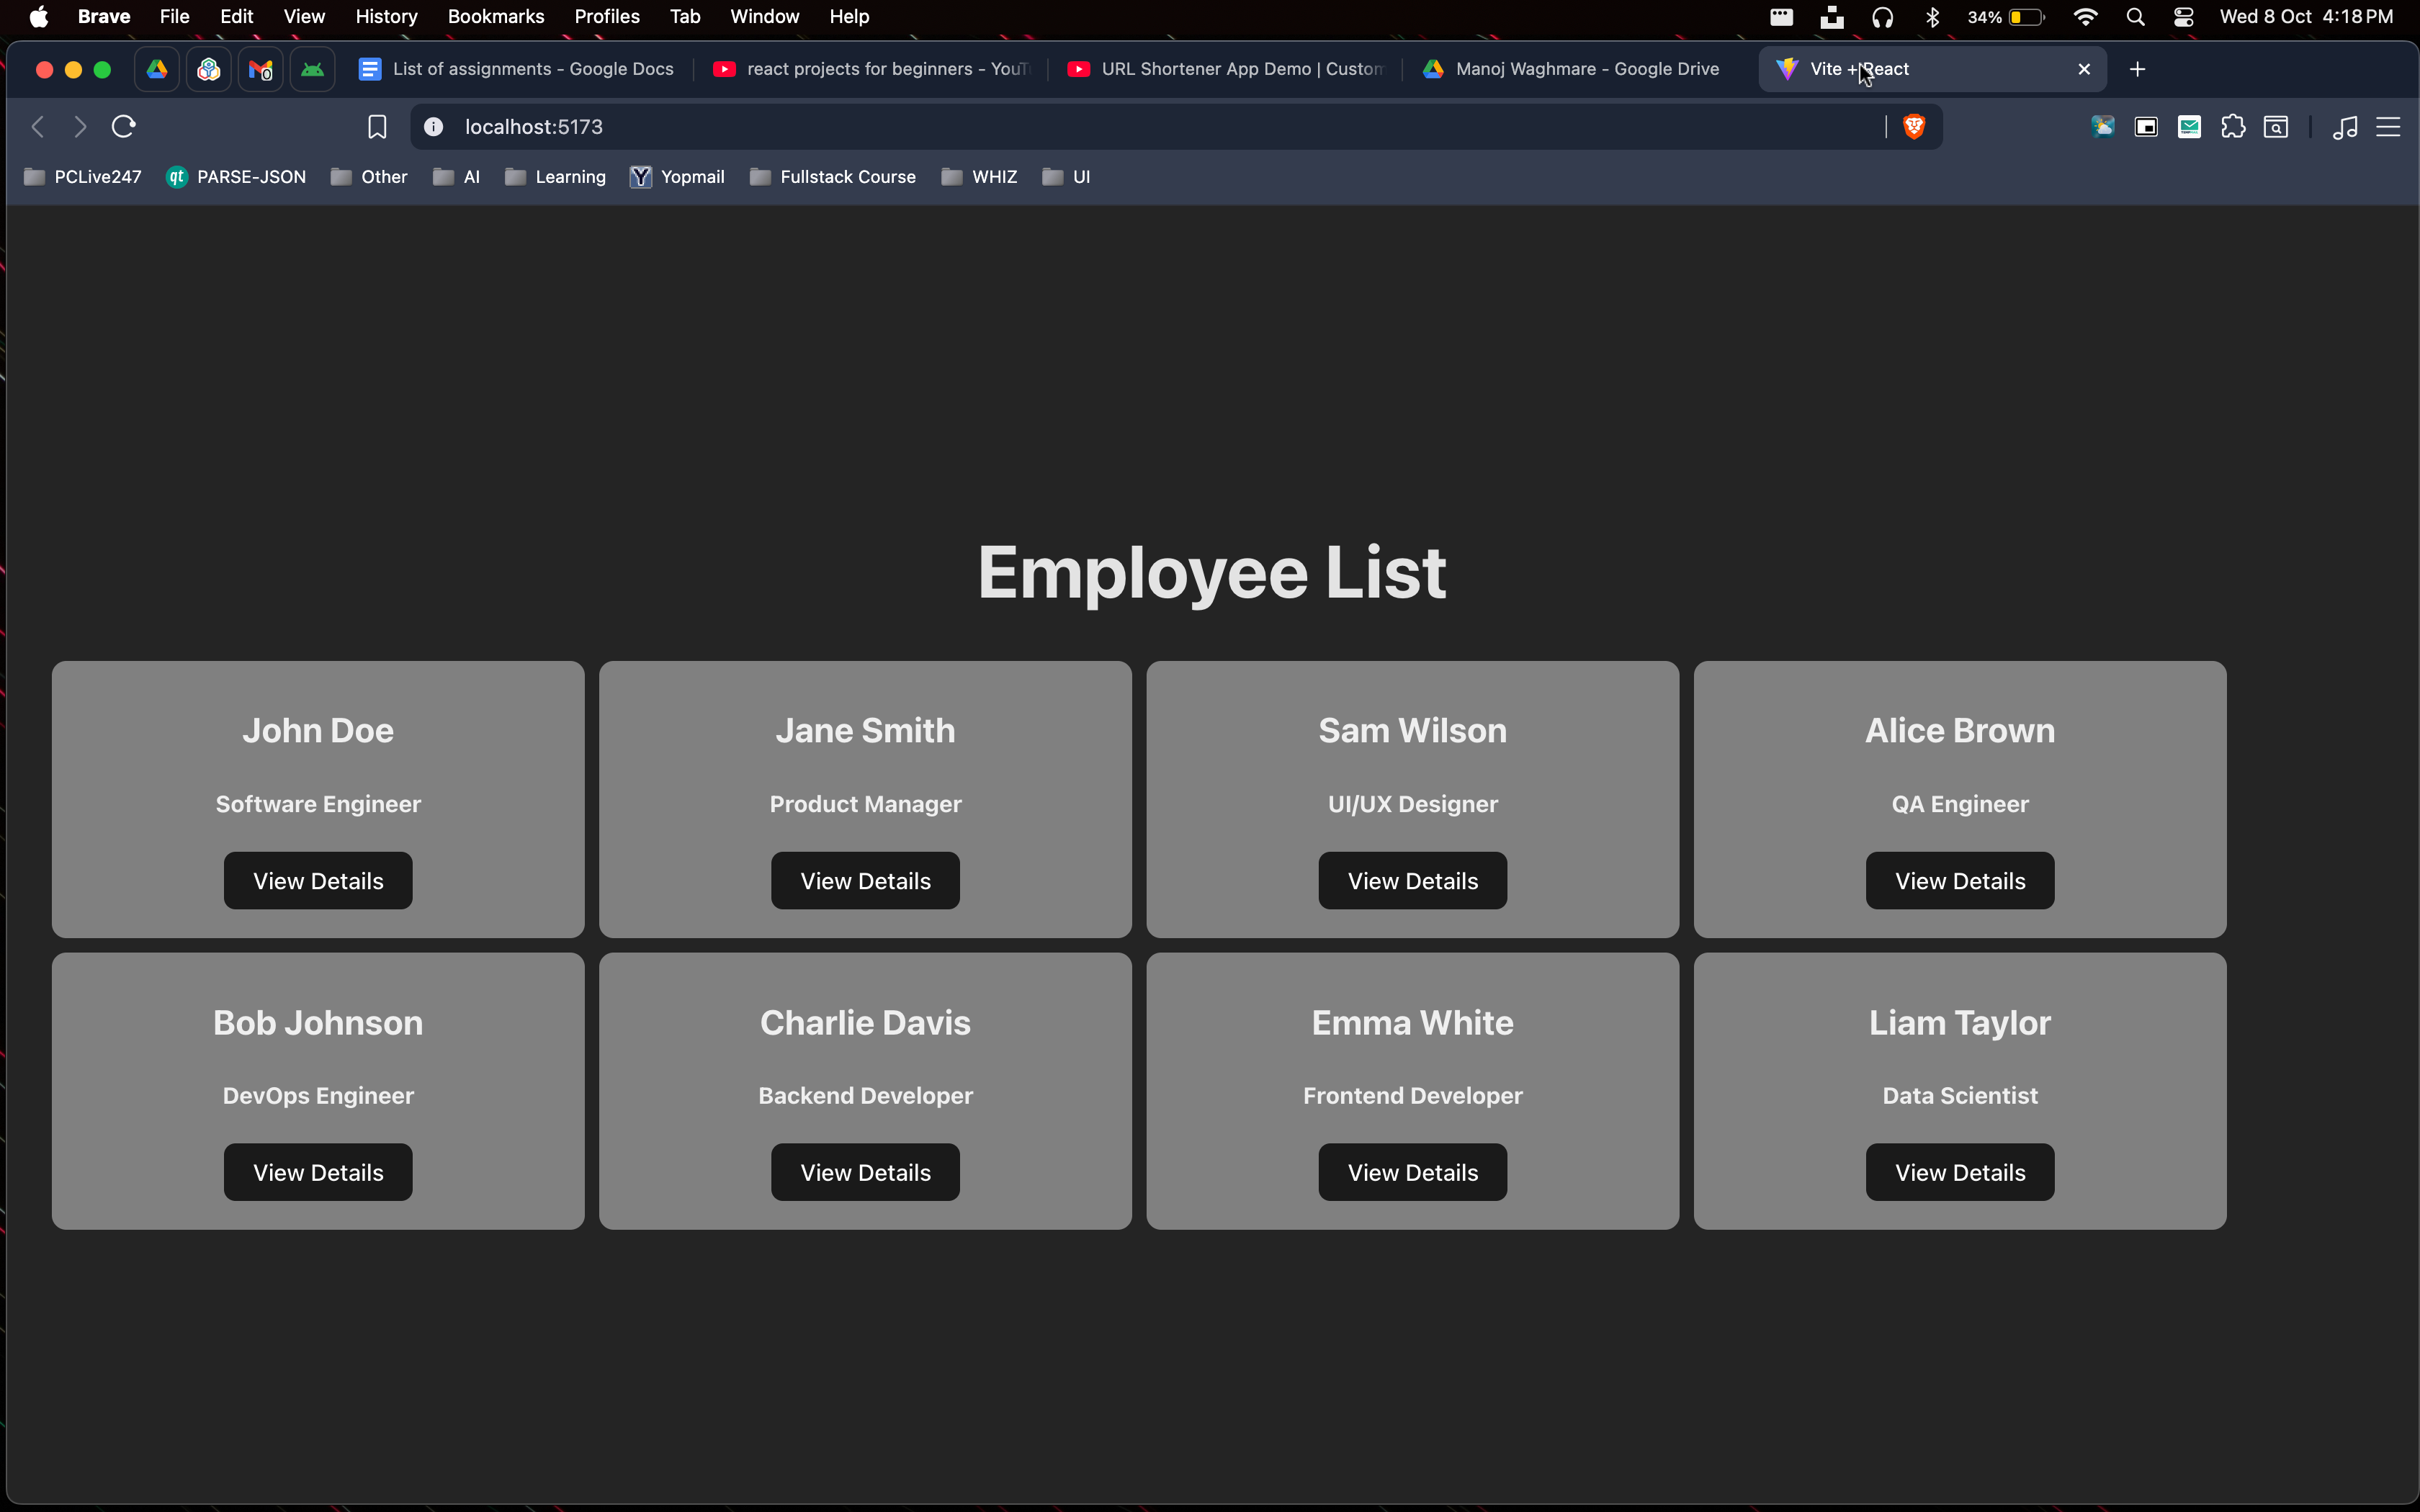 Brave File Edit View History Bookmarks Profiles Tab Window Help 34% Wed 8 Oct 4:18 PM
List of assignments - Google Docs react projects for beginners - YouT URL Shortener App Demo | Custom Manoj Waghmare - Google Drive Vite + React
localhost:5173
PCLive247 qt PARSE-JSON Other AI Learning Y Yopmail Fullstack Course WHIZ UI
Employee List
John Doe Jane Smith Sam Wilson Alice Brown
Software Engineer Product Manager UI/UX Designer QA Engineer
View Details View Details View Details View Details
Bob Johnson Charlie Davis Emma White Liam Taylor
DevOps Engineer Backend Developer Frontend Developer Data Scientist
View Details View Details View Details View Details